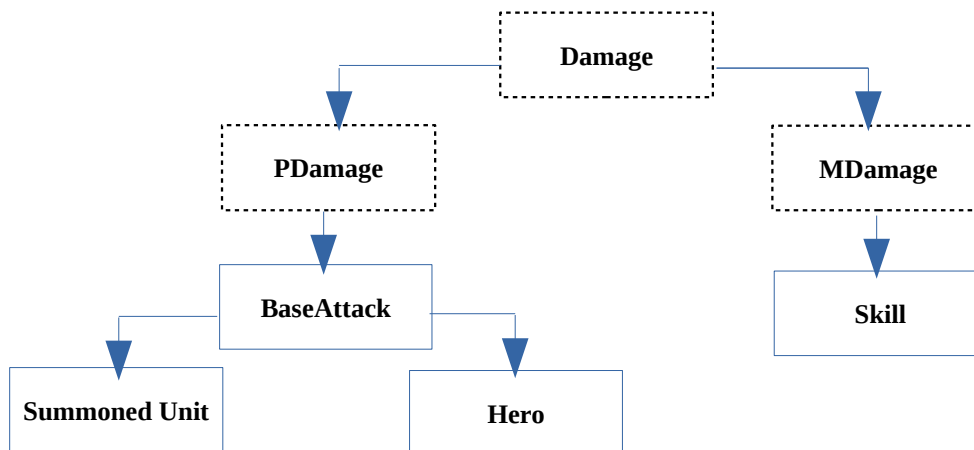 Damage
PDamage
MDamage
BaseAttack
Skill
Summoned Unit
Hero